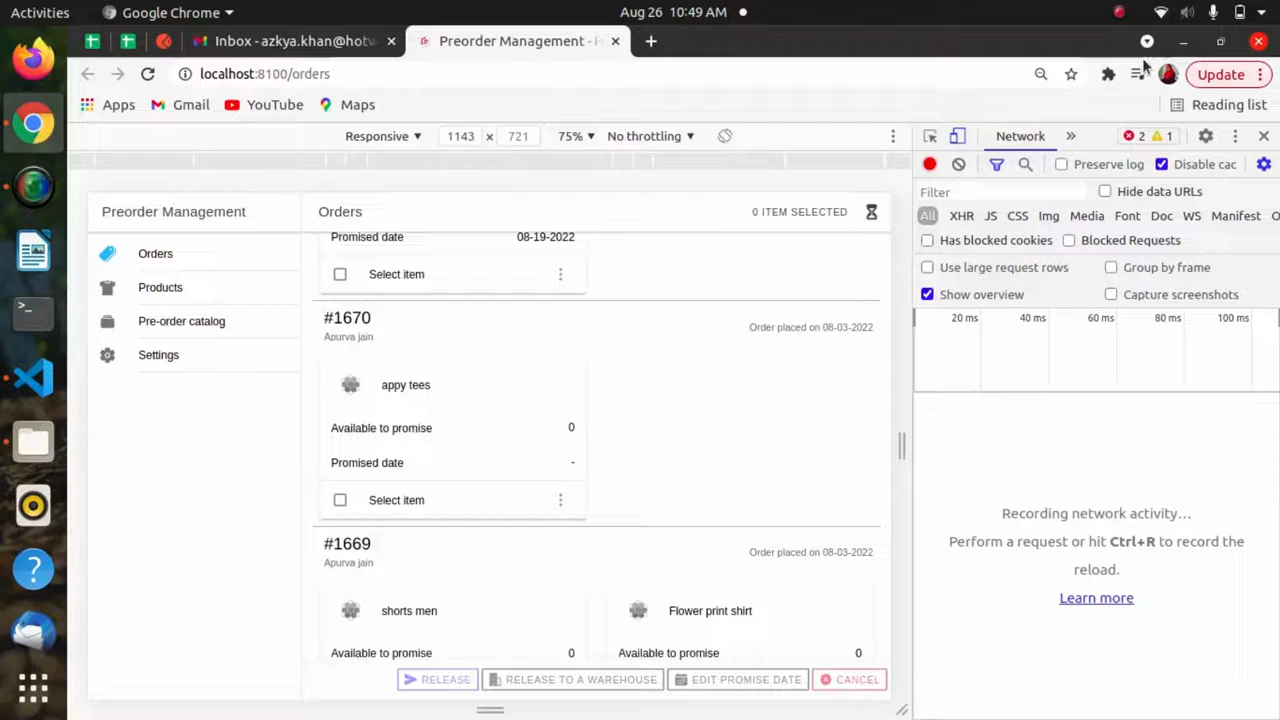 Activities
Google Chrome
Aug 26 10:49 AM
Inbox - azkya.khan@hotw
Preorder Management - H
localhost:8100/orders
Update
Apps
Gmail
YouTube
Maps
Reading list
Responsive
1143 × 721
75%
No throttling
Network
2
1
Preserve log
Disable cac
Filter
Hide data URLs
All
XHR
JS
CSS
Img
Media
Font
Doc
WS
Manifest
Has blocked cookies
Blocked Requests
Use large request rows
Group by frame
Show overview
Capture screenshots
20 ms
40 ms
60 ms
80 ms
100 ms
Recording network activity…
Perform a request or hit Ctrl+R to record the
reload.
Learn more
Preorder Management
Orders
Products
Pre-order catalog
Settings
Orders
0 ITEM SELECTED
Promised date 08-19-2022
Select item
#1670
Apurva jain
Order placed on 08-03-2022
appy tees
Available to promise 0
Promised date -
Select item
#1669
Apurva jain
Order placed on 08-03-2022
shorts men
Available to promise 0
Flower print shirt
Available to promise 0
RELEASE
RELEASE TO A WAREHOUSE
EDIT PROMISE DATE
CANCEL